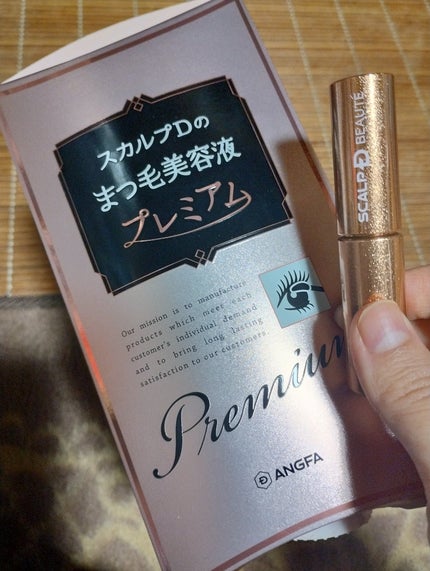 スカルプDの
まつ毛美容液
プレミアム
Our mission is to manufacture
products which meet each
customer's individual demand
and to bring long lasting
satisfaction to our customers.
Premium
ANGFA
SCALP D BEAUTÉ